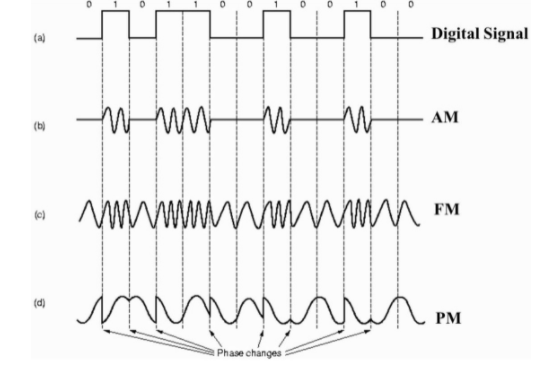 0 1 0 1 1 0 0 1 0 0 1 0 0
(a) Digital Signal
(b) AM
(c) FM
(d) PM
Phase changes